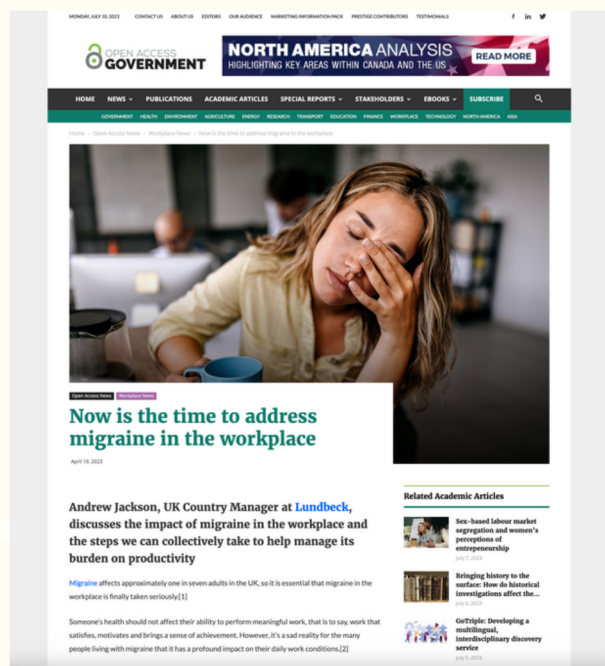 MONDAY, JULY 10, 2023 CONTACT US ABOUT US EDITORS OUR AUDIENCE MARKETING INFORMATION PACK PRESTIGE CONTRIBUTORS TESTIMONIALS
OPEN ACCESS
GOVERNMENT
NORTH AMERICA ANALYSIS
HIGHLIGHTING KEY AREAS WITHIN CANADA AND THE US
READ MORE
HOME NEWS PUBLICATIONS ACADEMIC ARTICLES SPECIAL REPORTS STAKEHOLDERS EBOOKS SUBSCRIBE
GOVERNMENT HEALTH ENVIRONMENT AGRICULTURE ENERGY RESEARCH TRANSPORT EDUCATION FINANCE WORKPLACE TECHNOLOGY NORTH AMERICA ASIA
Home › Open Access News › Workplace News › Now is the time to address migraine in the workplace
Open Access News Workplace News
Now is the time to address
migraine in the workplace
April 19, 2023
Andrew Jackson, UK Country Manager at Lundbeck,
discusses the impact of migraine in the workplace and
the steps we can collectively take to help manage its
burden on productivity
Migraine affects approximately one in seven adults in the UK, so it is essential that migraine in the
workplace is finally taken seriously.[1]
Someone's health should not affect their ability to perform meaningful work, that is to say, work that
satisfies, motivates and brings a sense of achievement. However, it's a sad reality for the many
people living with migraine that it has a profound impact on their daily work conditions.[2]
Related Academic Articles
Sex-based labour market
segregation and women's
perceptions of
entrepreneurship
July 7, 2023
Bringing history to the
surface: How do historical
investigations affect the...
July 6, 2023
GoTriple: Developing a
multilingual,
interdisciplinary discovery
service
July 5, 2023